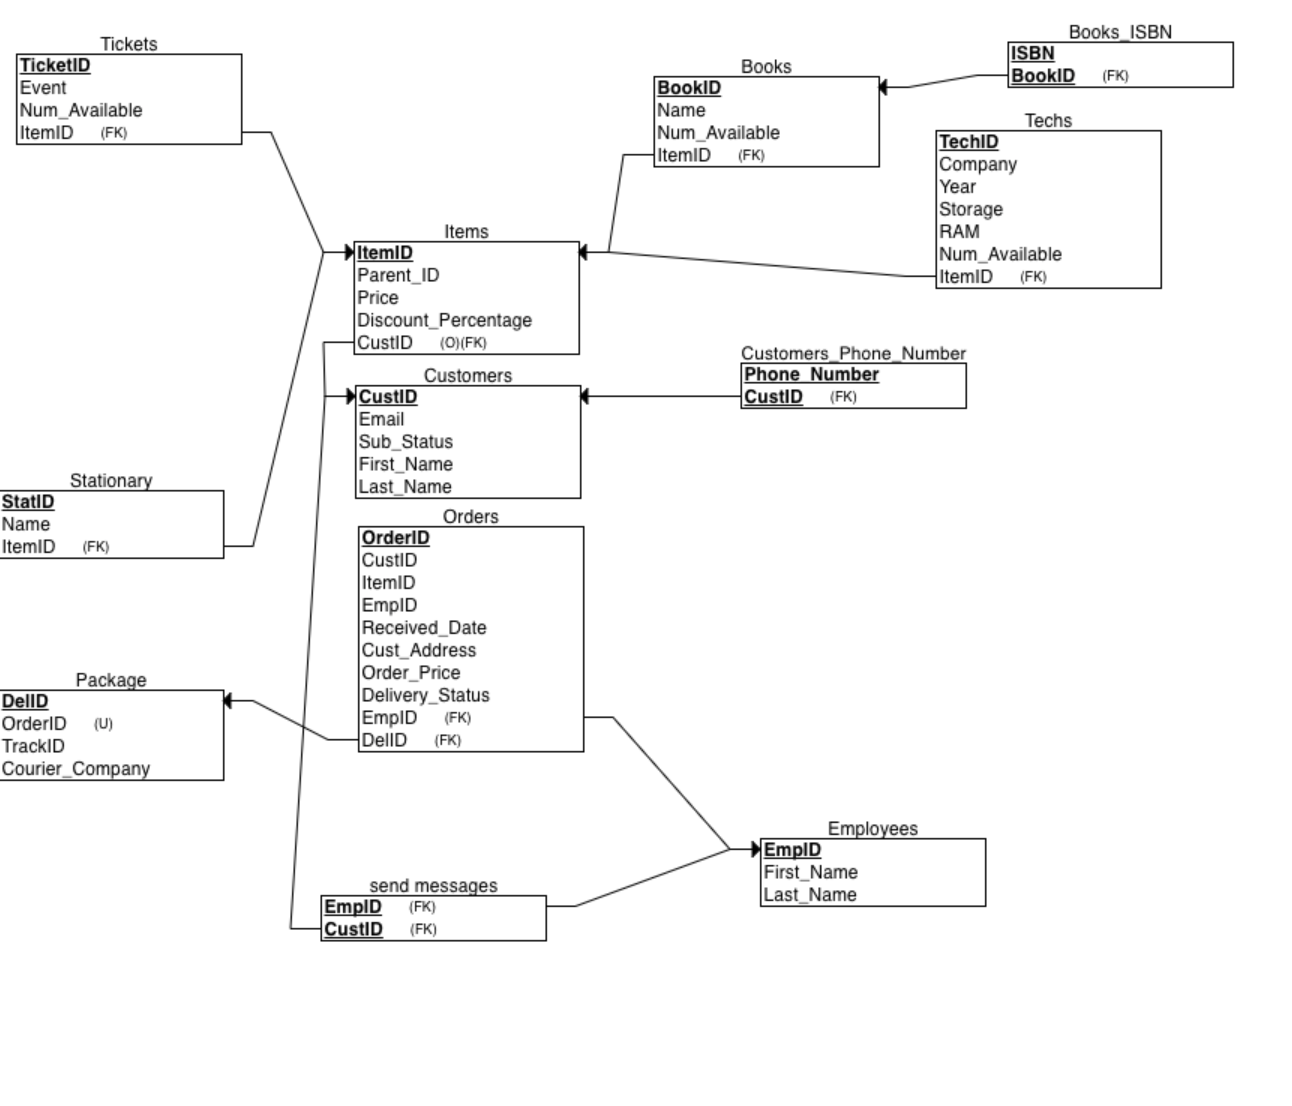 Tickets
TicketID
Event
Num_Available
ItemID (FK)
Books
BookID
Name
Num_Available
ItemID (FK)
Books_ISBN
ISBN
BookID (FK)
Techs
TechID
Company
Year
Storage
RAM
Num_Available
ItemID (FK)
Items
ItemID
Parent_ID
Price
Discount_Percentage
CustID (O)(FK)
Customers_Phone_Number
Phone_Number
CustID (FK)
Customers
CustID
Email
Sub_Status
First_Name
Last_Name
Stationary
StatID
Name
ItemID (FK)
Orders
OrderID
CustID
ItemID
EmpID
Received_Date
Cust_Address
Order_Price
Delivery_Status
EmpID (FK)
DelID (FK)
Package
DelID
OrderID (U)
TrackID
Courier_Company
Employees
EmpID
First_Name
Last_Name
send messages
EmpID (FK)
CustID (FK)